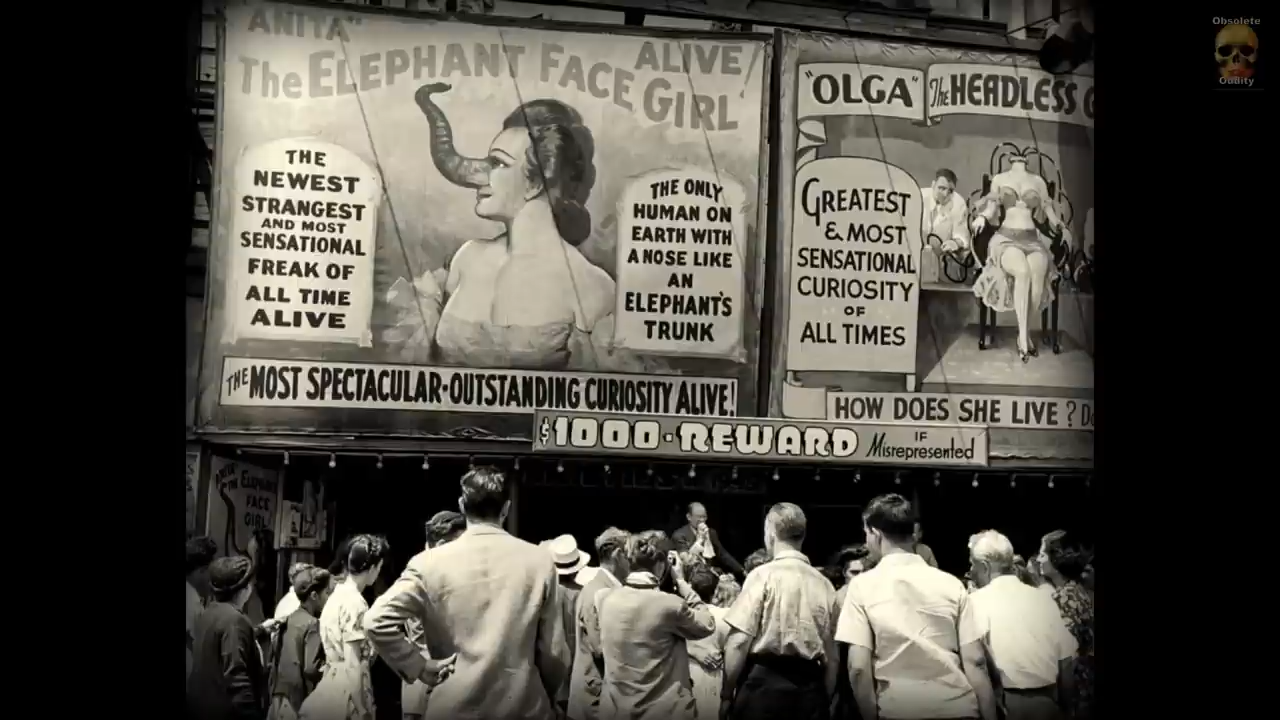 "ANITA"
The ELEPHANT FACE GIRL
ALIVE!
THE
NEWEST
STRANGEST
AND MOST
SENSATIONAL
FREAK OF
ALL TIME
ALIVE
THE ONLY
HUMAN ON
EARTH WITH
A NOSE LIKE
AN
ELEPHANT'S
TRUNK
THE MOST SPECTACULAR-OUTSTANDING CURIOSITY ALIVE!
"OLGA" The HEADLESS G
GREATEST
& MOST
SENSATIONAL
CURIOSITY
OF
ALL TIMES
HOW DOES SHE LIVE?
$1000-REWARD IF
Misrepresented
ANITA
THE ELEPHANT
FACE
GIRL
Obsolete
Oddity